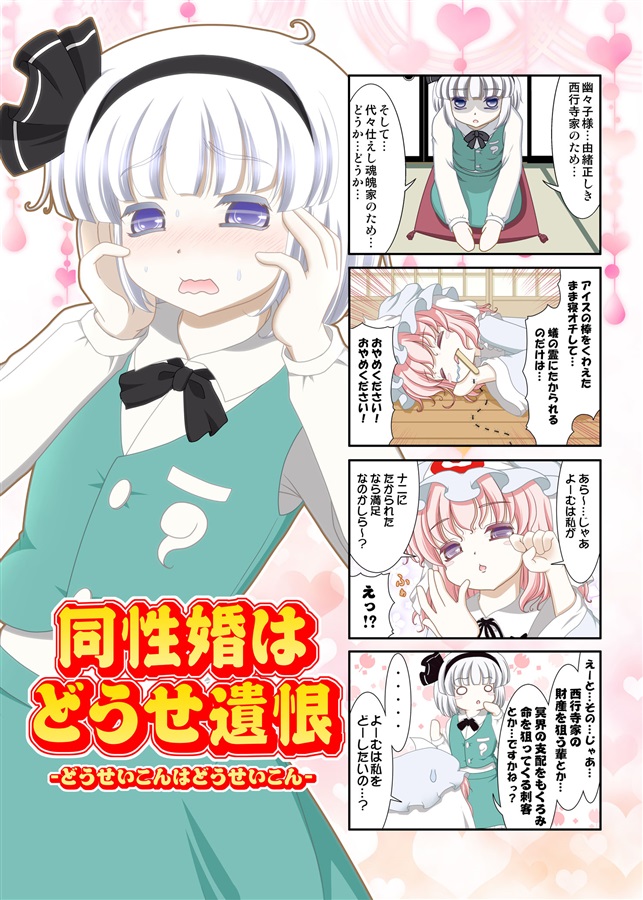 幽々子様…由緒正しき
西行寺家のため…
そして…
代々仕えし魂魄家のため…
どうか…どうか…
アイスの棒をくわえた
まま寝オチして…
蟻の霊にたかられる
のだけは…
おやめください!
おやめください!
あら~…じゃあ
よーむは私が
ナニに
たかられた
なら満足
なのかしら~?
ふぁ
えっ!?
えーと…その…じゃあ…
西行寺家の
財産を狙う輩とか…
冥界の支配をもくろみ
命を狙ってくる刺客
とか…ですかねっ?
・・・・・
よーむは私を
どーしたいの…?
同性婚は
どうせ遺恨
-どうせいこんはどうせいこん-